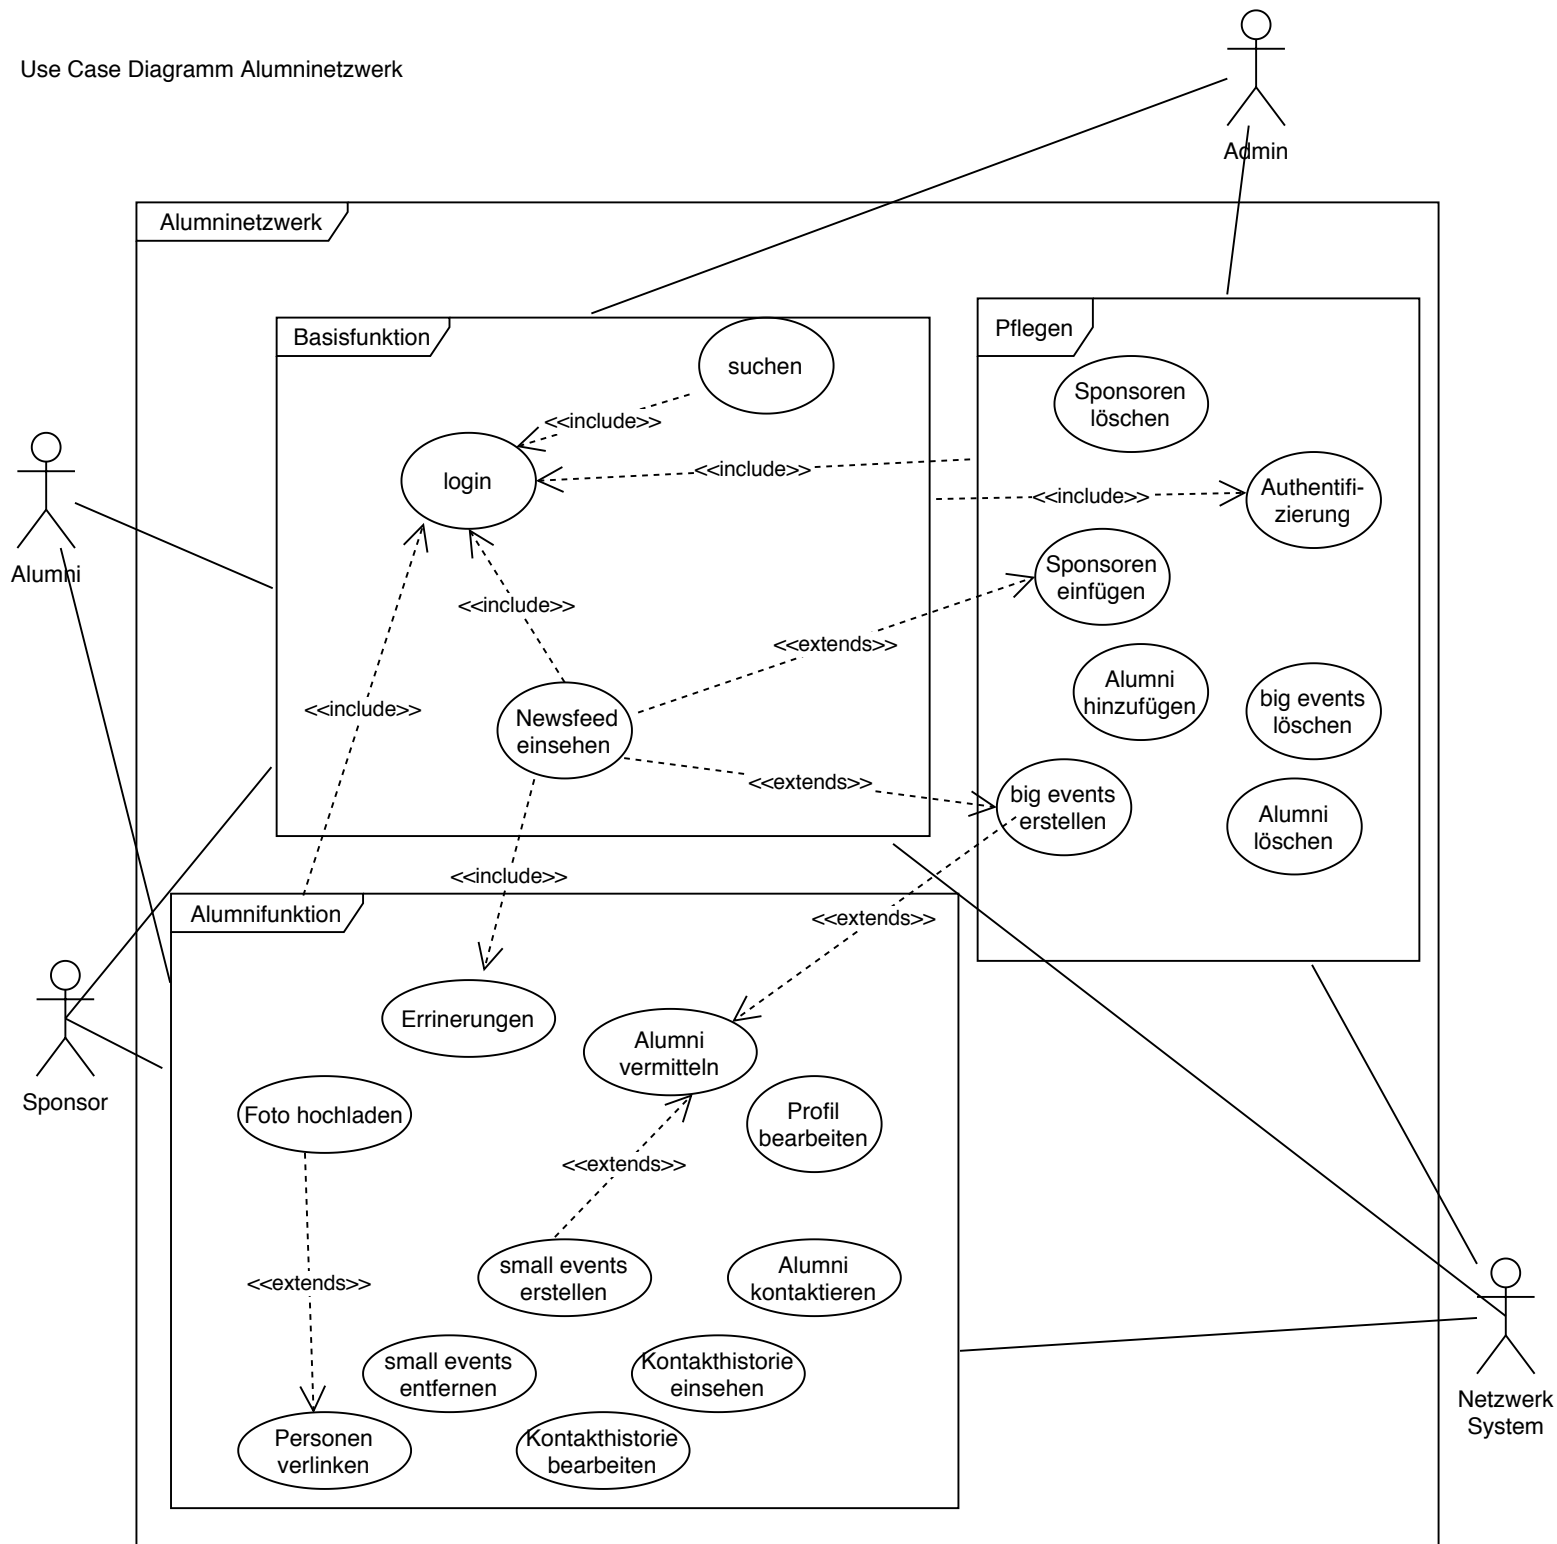 Use Case Diagramm Alumninetzwerk
Admin
Alumninetzwerk
Basisfunktion
Pflegen
suchen
Sponsoren
löschen
<<include>>
login
<<include>>
<<include>>
Authentifi-
zierung
Alumni
Sponsoren
einfügen
<<include>>
<<extends>>
Alumni
hinzufügen
big events
löschen
<<include>>
Newsfeed
einsehen
<<extends>>
big events
erstellen
Alumni
löschen
<<include>>
Alumnifunktion
<<extends>>
Errinerungen
Alumni
vermitteln
Sponsor
Foto hochladen
Profil
bearbeiten
<<extends>>
small events
erstellen
Alumni
kontaktieren
<<extends>>
small events
entfernen
Kontakthistorie
einsehen
Netzwerk
System
Personen
verlinken
Kontakthistorie
bearbeiten